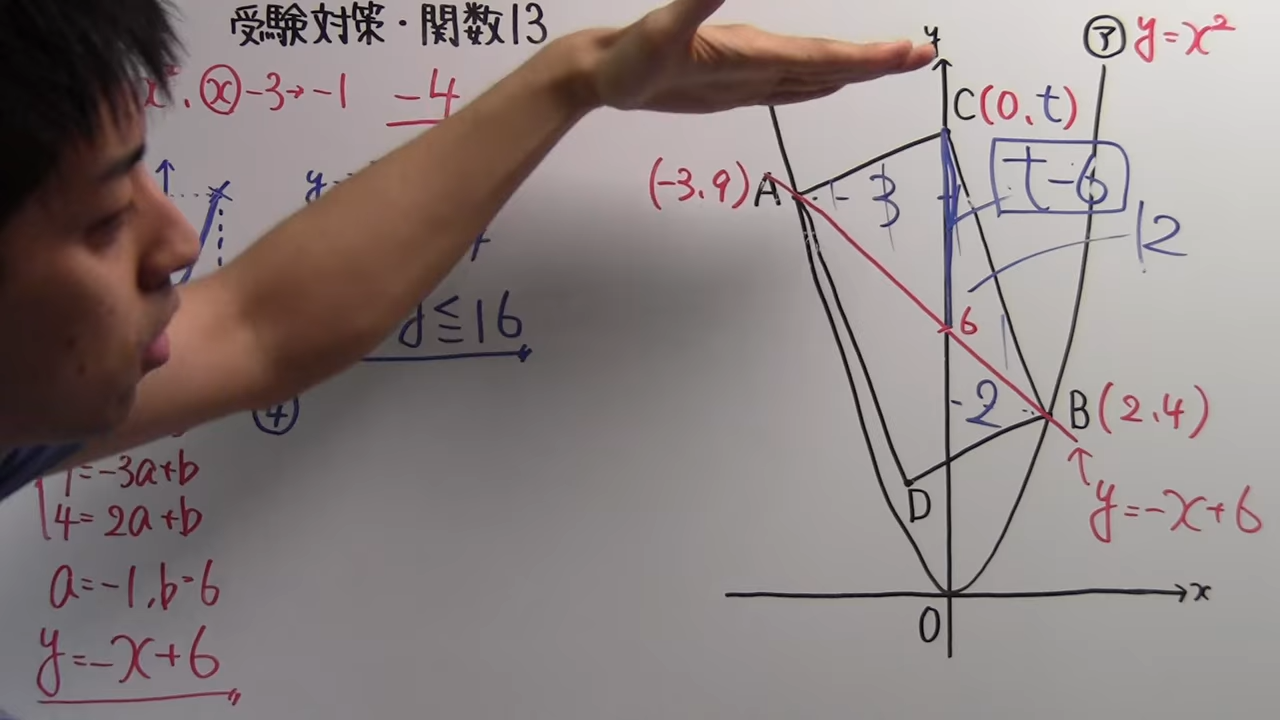 受験対策・関数13
x², ⓧ-3→-1 -4
y
y≦16
④
=-3a+b
4=2a+b
a=-1, b=6
y=-x+6
y
㋐ y=x²
C(0,t)
t-6
(-3.9) A
3
12
6
2
B(2.4)
D
y=-x+6
x
O